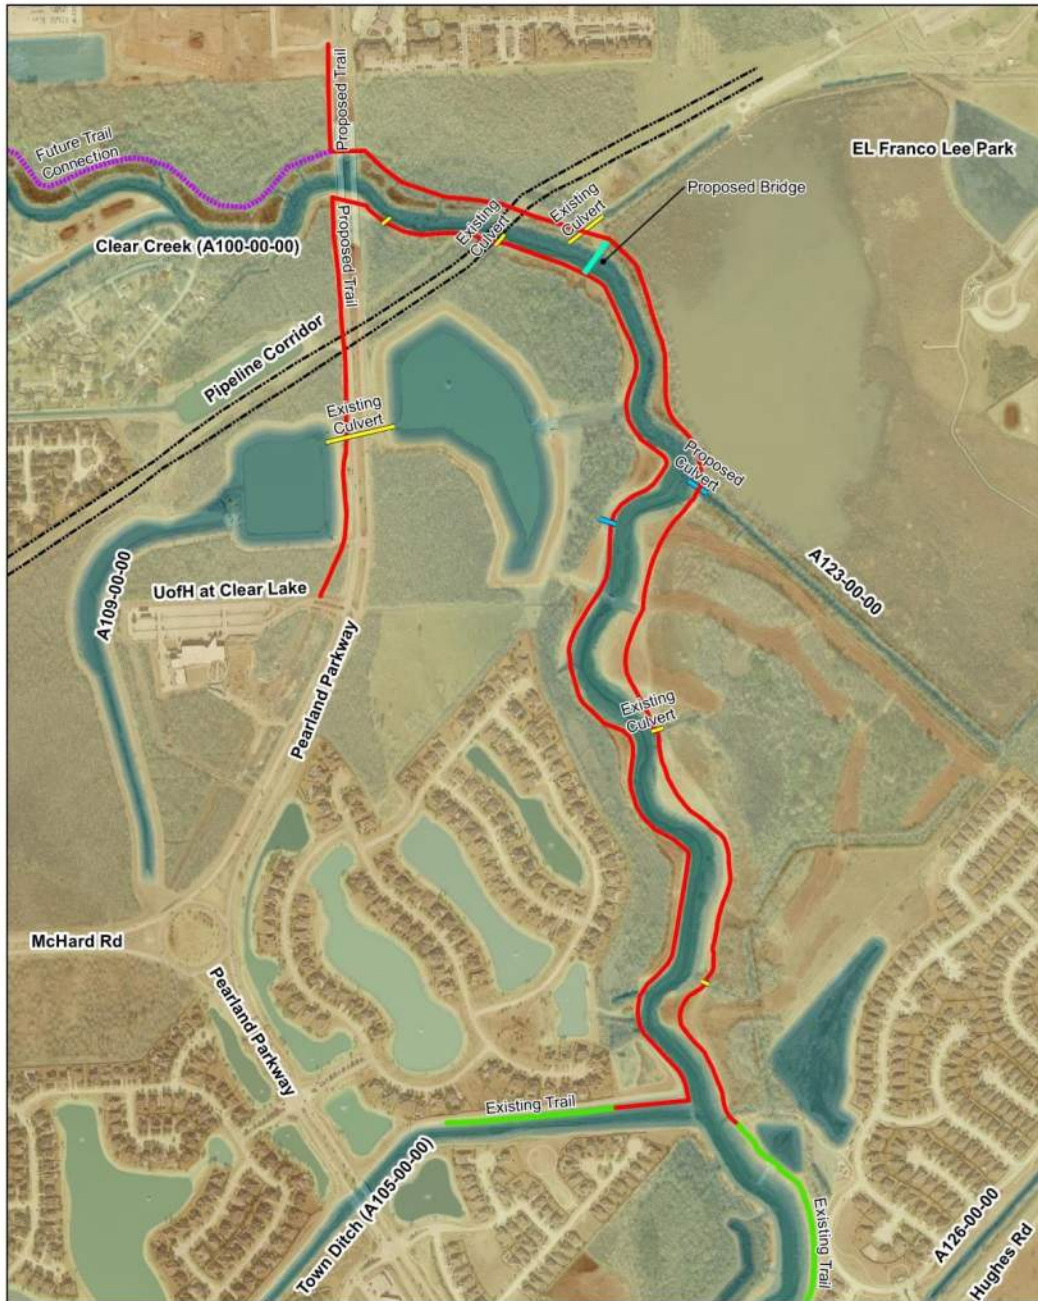 Proposed Trail
Future Trail
Connection
EL Franco Lee Park
Proposed Bridge
Existing
Culvert
Existing
Culvert
Clear Creek (A100-00-00)
Proposed Trail
Pipeline Corridor
Existing
Culvert
Proposed
Culvert
A109-00-00
UofH at Clear Lake
A123-00-00
Pearland Parkway
Existing
Culvert
McHard Rd
Pearland Parkway
Existing Trail
Town Ditch (A105-00-00)
Existing Trail
A126-00-00
Hughes Rd